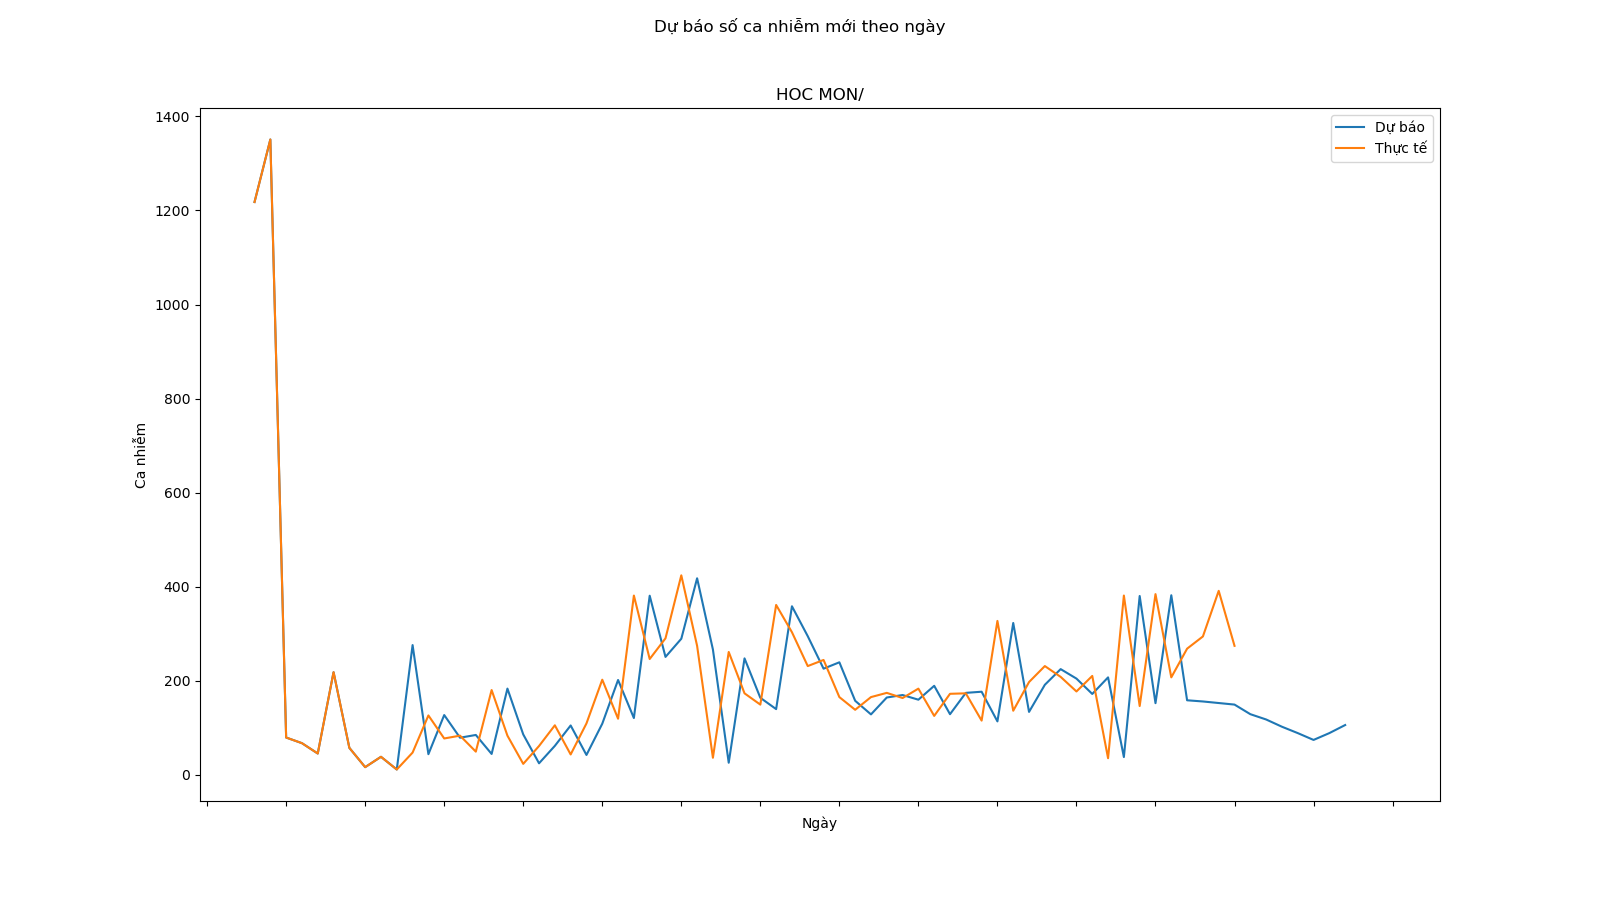 Dự báo số ca nhiễm mới theo ngày
HOC MON/
1400
1200
1000
800
600
400
200
0
Ca nhiễm
Dự báo
Thực tế
Ngày